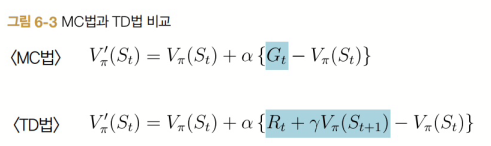 그림 6-3 MC법과 TD법 비교
〈MC법〉 V′π(St) = Vπ(St) + α {Gt − Vπ(St)}
〈TD법〉 V′π(St) = Vπ(St) + α {Rt + γVπ(St+1) − Vπ(St)}